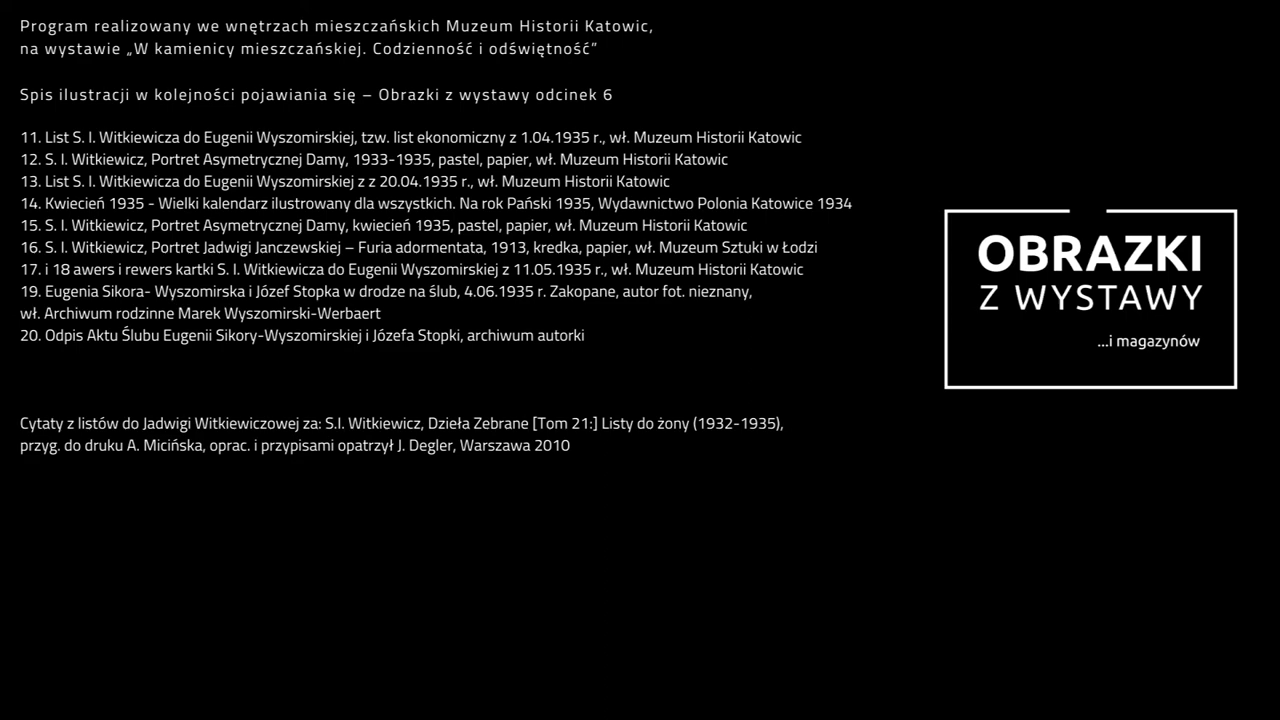 Program realizowany we wnętrzach mieszczańskich Muzeum Historii Katowic,
na wystawie „W kamienicy mieszczańskiej. Codzienność i odświętność”
Spis ilustracji w kolejności pojawiania się – Obrazki z wystawy odcinek 6
11. List S. I. Witkiewicza do Eugenii Wyszomirskiej, tzw. list ekonomiczny z 1.04.1935 r., wł. Muzeum Historii Katowic
12. S. I. Witkiewicz, Portret Asymetrycznej Damy, 1933-1935, pastel, papier, wł. Muzeum Historii Katowic
13. List S. I. Witkiewicza do Eugenii Wyszomirskiej z z 20.04.1935 r., wł. Muzeum Historii Katowic
14. Kwiecień 1935 - Wielki kalendarz ilustrowany dla wszystkich. Na rok Pański 1935, Wydawnictwo Polonia Katowice 1934
15. S. I. Witkiewicz, Portret Asymetrycznej Damy, kwiecień 1935, pastel, papier, wł. Muzeum Historii Katowic
16. S. I. Witkiewicz, Portret Jadwigi Janczewskiej – Furia adormentata, 1913, kredka, papier, wł. Muzeum Sztuki w Łodzi
17. i 18 awers i rewers kartki S. I. Witkiewicza do Eugenii Wyszomirskiej z 11.05.1935 r., wł. Muzeum Historii Katowic
19. Eugenia Sikora- Wyszomirska i Józef Stopka w drodze na ślub, 4.06.1935 r. Zakopane, autor fot. nieznany,
wł. Archiwum rodzinne Marek Wyszomirski-Werbaert
20. Odpis Aktu Ślubu Eugenii Sikory-Wyszomirskiej i Józefa Stopki, archiwum autorki
Cytaty z listów do Jadwigi Witkiewiczowej za: S.I. Witkiewicz, Dzieła Zebrane [Tom 21:] Listy do żony (1932-1935),
przyg. do druku A. Micińska, oprac. i przypisami opatrzył J. Degler, Warszawa 2010
OBRAZKI
Z WYSTAWY
...i magazynów